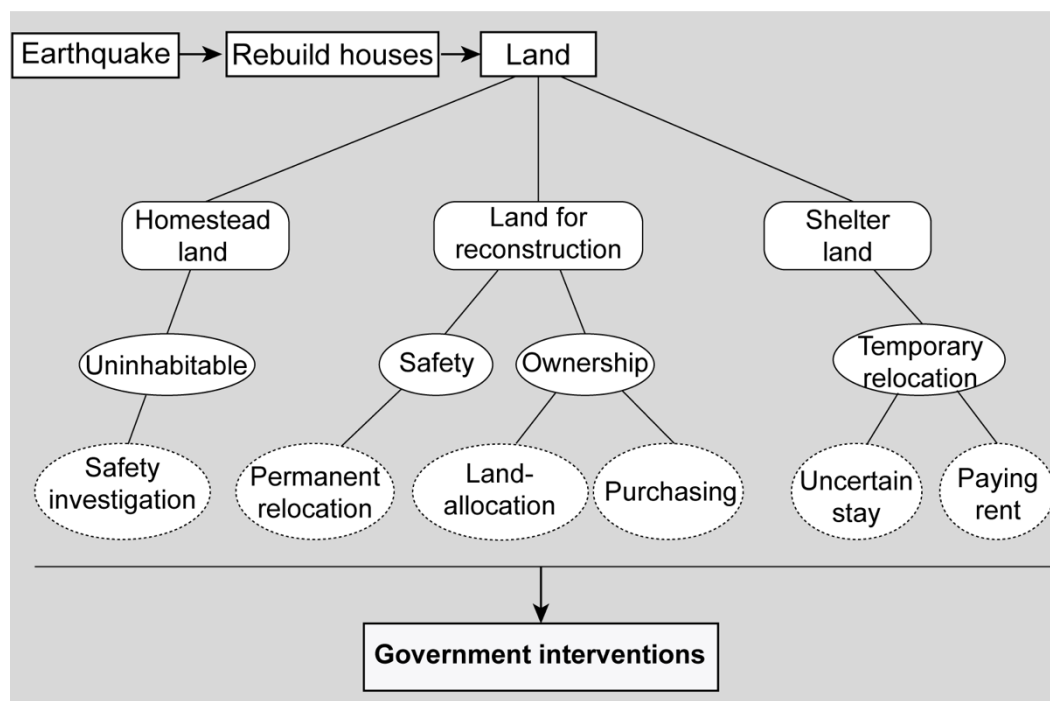 Earthquake
Rebuild houses
Land
Homestead
land
Land for
reconstruction
Shelter
land
Uninhabitable
Safety
Ownership
Temporary
relocation
Safety
investigation
Permanent
relocation
Land-
allocation
Purchasing
Uncertain
stay
Paying
rent
Government interventions